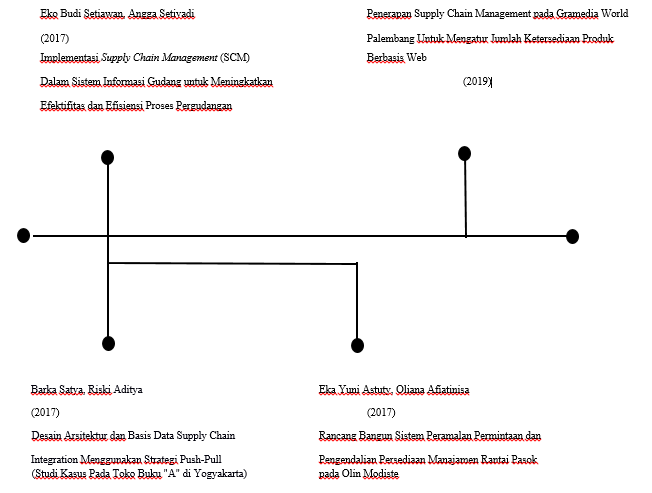 Eko Budi Setiawan, Angga Setiyadi
(2017)
Implementasi Supply Chain Management (SCM)
Dalam Sistem Informasi Gudang untuk Meningkatkan
Efektifitas dan Efisiensi Proses Pergudangan
Penerapan Supply Chain Management pada Gramedia World
Palembang Untuk Mengatur Jumlah Ketersediaan Produk
Berbasis Web
(2019)
Barka Satya, Riski Aditya
(2017)
Desain Arsitektur dan Basis Data Supply Chain
Integration Menggunakan Strategi Push-Pull
(Studi Kasus Pada Toko Buku "A" di Yogyakarta)
Eka Yuni Astuty, Oliana Afiatinisa
(2017)
Rancang Bangun Sistem Peramalan Permintaan dan
Pengendalian Persediaan Manajamen Rantai Pasok
pada Olin Modiste